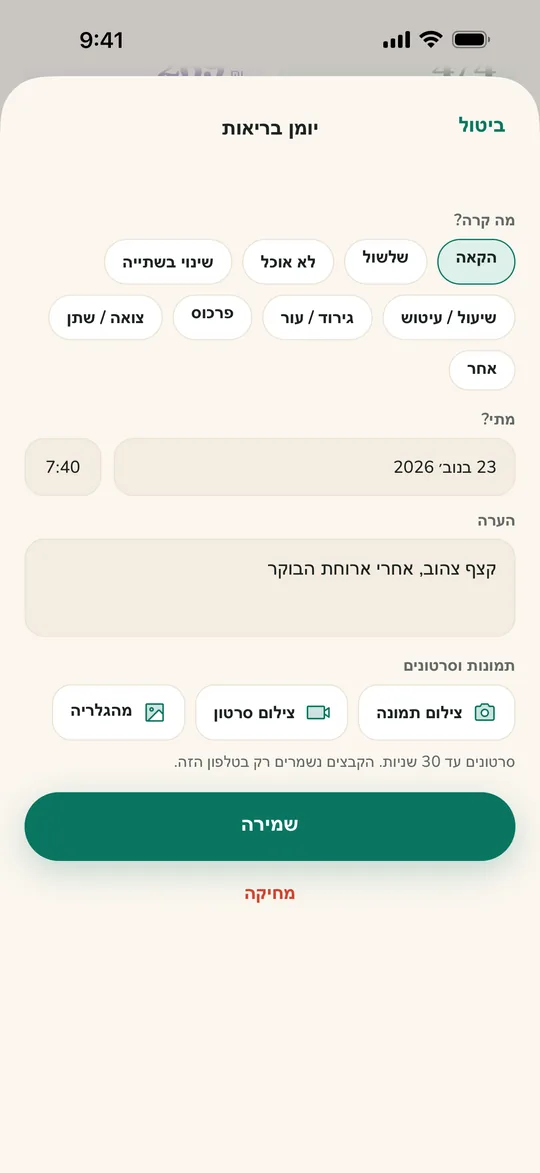 9:41
ביטול
יומן בריאות
מה קרה?
הקאה
שלשול
לא אוכל
שינוי בשתייה
שיעול / עיטוש
גירוד / עור
פרכוס
צואה / שתן
אחר
מתי?
23 בנוב׳ 2026
7:40
הערה
קצף צהוב, אחרי ארוחת הבוקר
תמונות וסרטונים
צילום תמונה
צילום סרטון
מהגלריה
סרטונים עד 30 שניות. הקבצים נשמרים רק בטלפון הזה.
שמירה
מחיקה